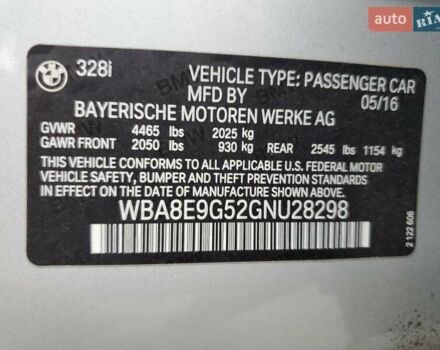 AUTO RIA
BMW
328i
VEHICLE TYPE: PASSENGER CAR
MFD BY 05/16
BAYERISCHE MOTOREN WERKE AG
GVWR 4465 lbs 2025 kg
GAWR FRONT 2050 lbs 930 kg REAR 2545 lbs 1154 kg
THIS VEHICLE CONFORMS TO ALL APPLICABLE U.S. FEDERAL MOTOR
VEHICLE SAFETY, BUMPER AND THEFT PREVENTION STANDARDS IN
EFFECT ON THE DATE OF MANUFACTURE SHOWN ABOVE.
WBA8E9G52GNU28298
2 122 606